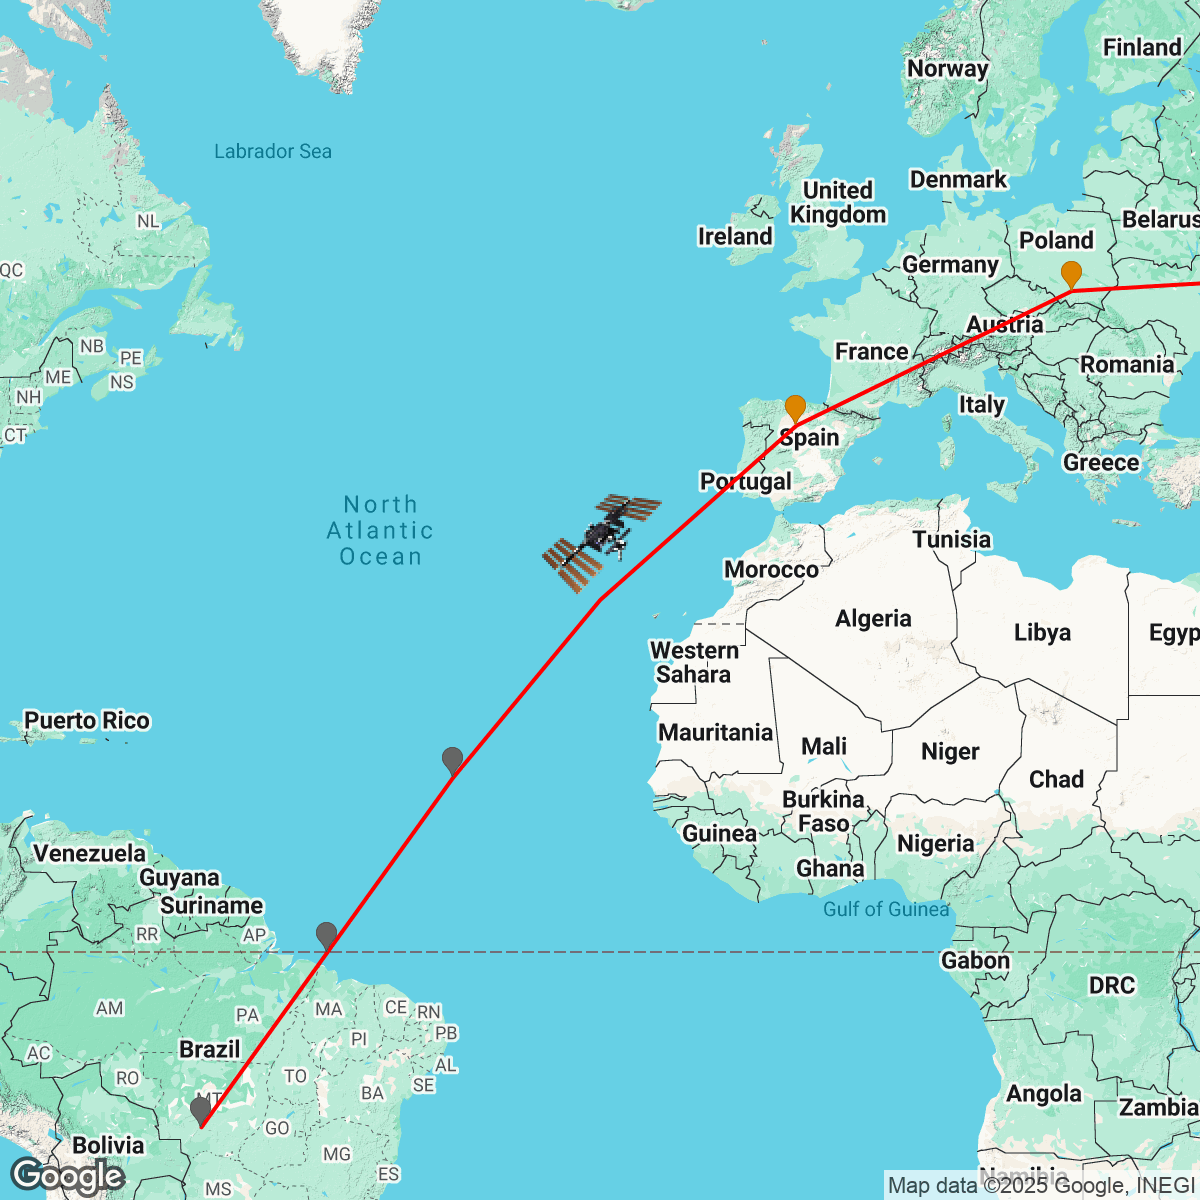 Finland
Norway
Labrador Sea
Denmark
United
Kingdom
NL
Belarus
Ireland
Poland
Germany
QC
Austria
NB
France
PE
Romania
ME
NS
NH
Italy
CT
Spain
Greece
Portugal
North
Atlantic
Ocean
Tunisia
Morocco
Algeria
Libya
Egyp
Western
Sahara
Puerto Rico
Mauritania
Mali
Niger
Chad
Burkina
Faso
Guinea
Nigeria
Venezuela
Ghana
Guyana
Suriname
Gulf of Guinea
RR
AP
Gabon
DRC
AM
PA
MA
CE
RN
PI
PB
Brazil
AC
AL
RO
TO
SE
BA
MT
Angola
Zambia
GO
Bolivia
MG
ES
Namibia
MS
Google
Map data ©2025 Google, INEGI